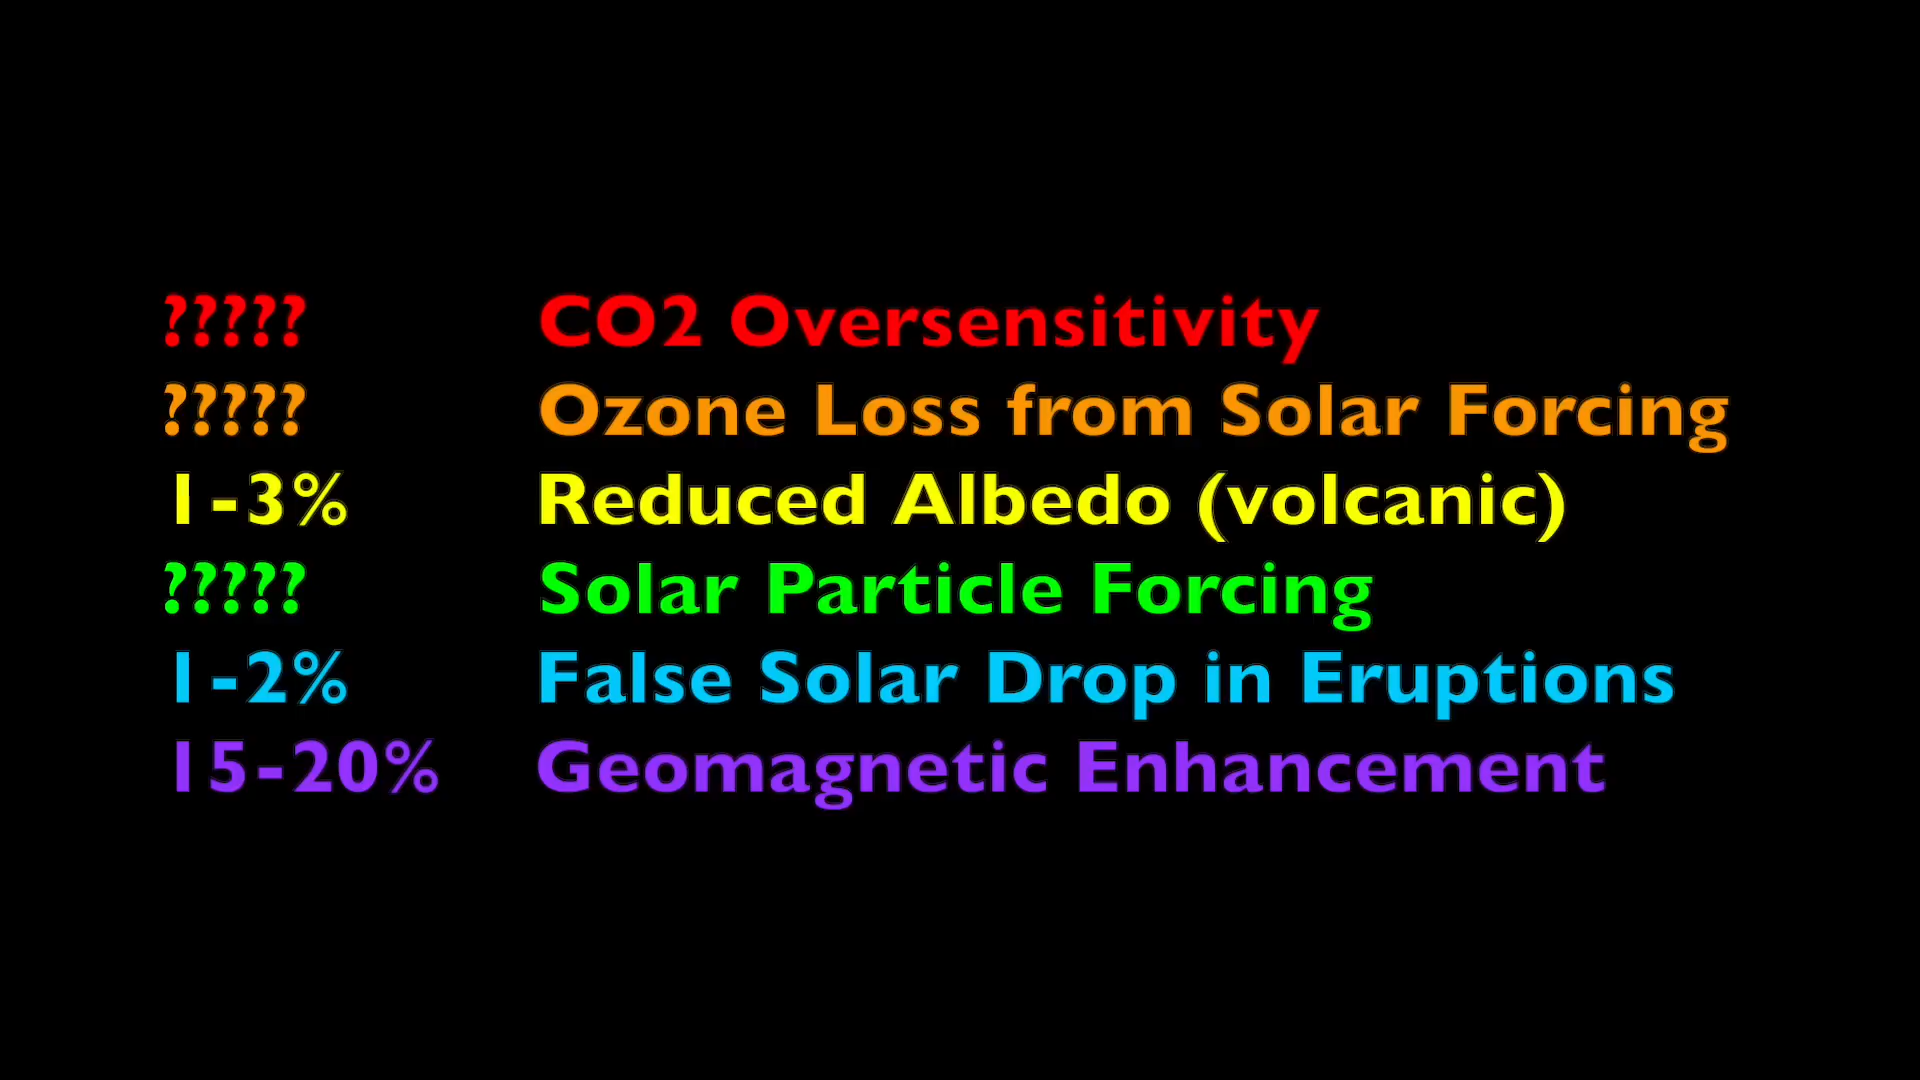 ????? CO2 Oversensitivity
????? Ozone Loss from Solar Forcing
1-3% Reduced Albedo (volcanic)
????? Solar Particle Forcing
1-2% False Solar Drop in Eruptions
15-20% Geomagnetic Enhancement